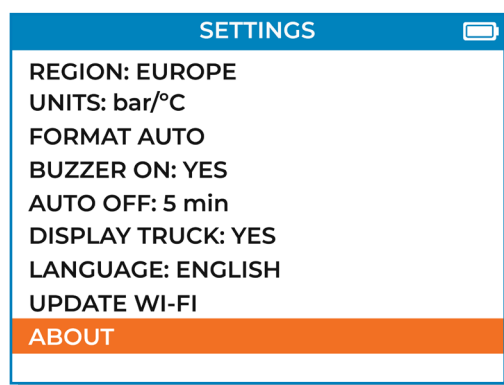 SETTINGS
REGION: EUROPE
UNITS: bar/°C
FORMAT AUTO
BUZZER ON: YES
AUTO OFF: 5 min
DISPLAY TRUCK: YES
LANGUAGE: ENGLISH
UPDATE WI-FI
ABOUT